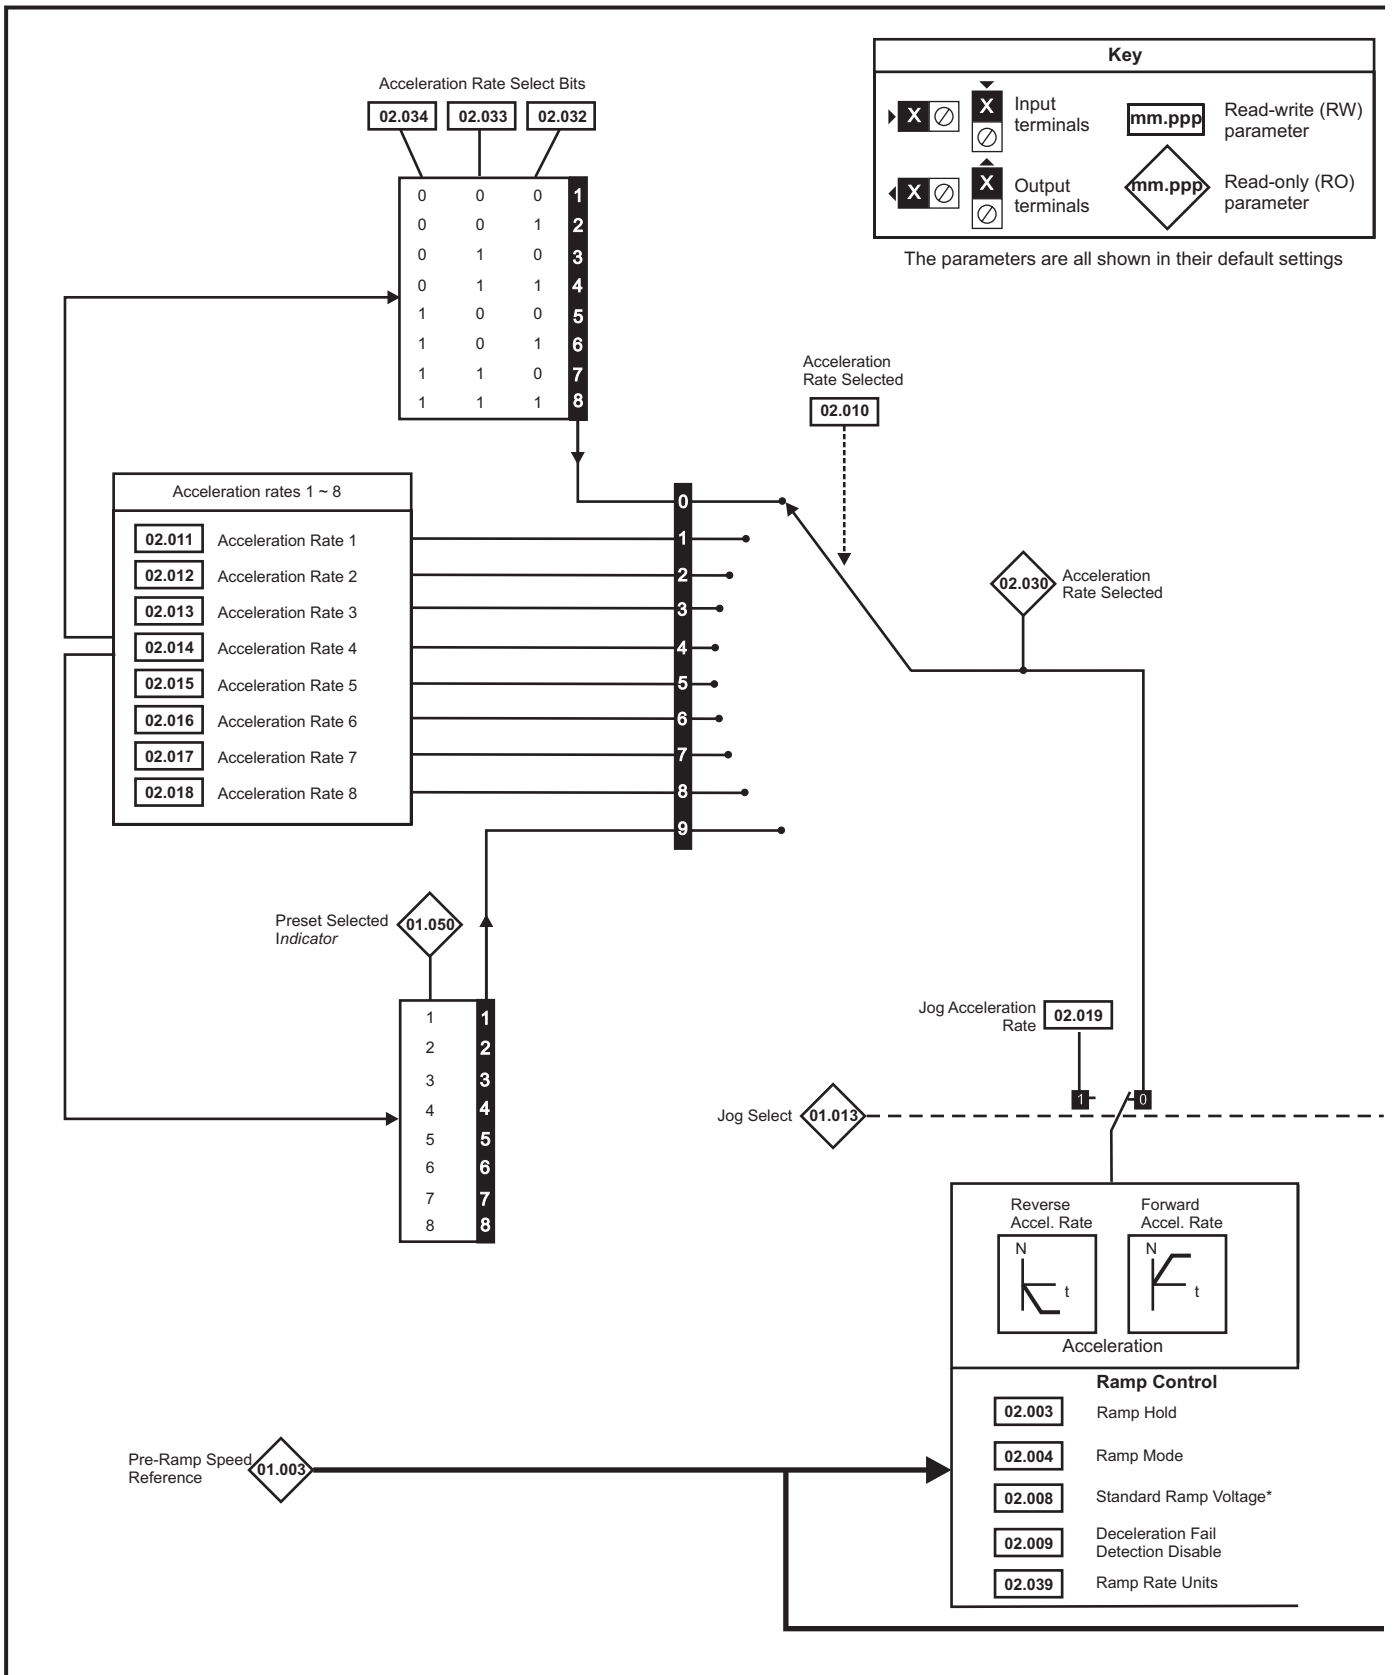 Key
X
X
Input
terminals
mm.ppp
Read-write (RW)
parameter
X
X
Output
terminals
mm.ppp
Read-only (RO)
parameter
The parameters are all shown in their default settings
Acceleration Rate Select Bits
02.034 02.033 02.032
0 0 0 1
0 0 1 2
0 1 0 3
0 1 1 4
1 0 0 5
1 0 1 6
1 1 0 7
1 1 1 8
Acceleration
Rate Selected
02.010
Acceleration rates 1 ~ 8
02.011 Acceleration Rate 1
02.012 Acceleration Rate 2
02.013 Acceleration Rate 3
02.014 Acceleration Rate 4
02.015 Acceleration Rate 5
02.016 Acceleration Rate 6
02.017 Acceleration Rate 7
02.018 Acceleration Rate 8
0
1
2
3
4
5
6
7
8
9
02.030
Acceleration
Rate Selected
Preset Selected
Indicator
01.050
1 1
2 2
3 3
4 4
5 5
6 6
7 7
8 8
Jog Acceleration
Rate
02.019
1 0
Jog Select 01.013
Reverse
Accel. Rate
N
t
Forward
Accel. Rate
N
t
Acceleration
Ramp Control
02.003 Ramp Hold
02.004 Ramp Mode
02.008 Standard Ramp Voltage*
02.009 Deceleration Fail
Detection Disable
02.039 Ramp Rate Units
Pre-Ramp Speed
Reference
01.003